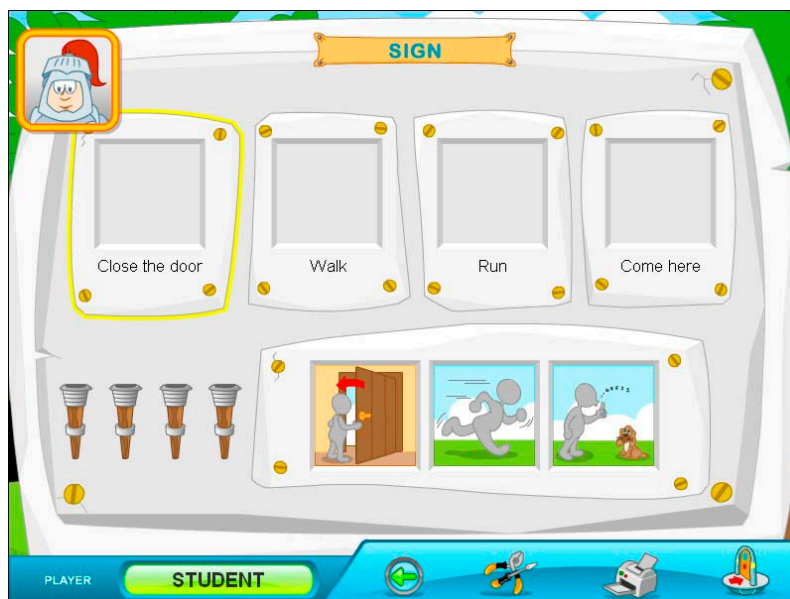 SIGN
Close the door
Walk
Run
Come here
PLAYER
STUDENT